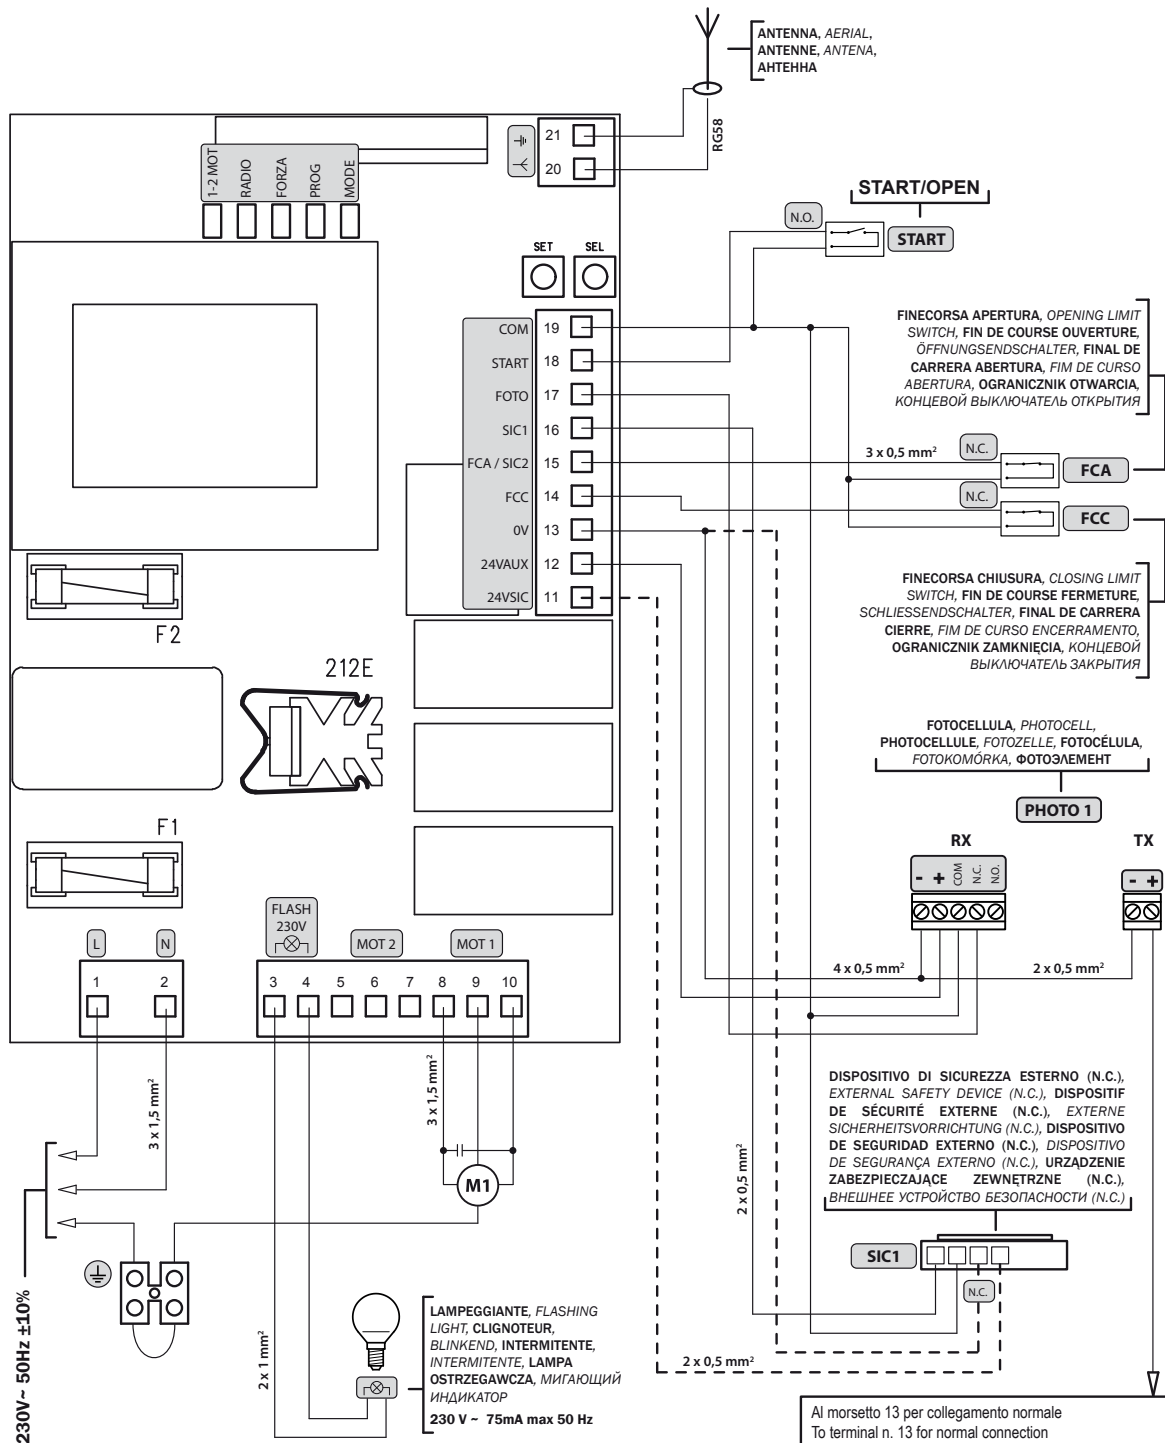 ANTENNA, AERIAL,
ANTENNE, ANTENA,
АНТЕННА
RG58
21
20
1-2 MOT
RADIO
FORZA
PROG
MODE
START/OPEN
N.O.
START
SET
SEL
COM 19
START 18
FOTO 17
SIC1 16
FCA / SIC2 15
FCC 14
0V 13
24VAUX 12
24VSIC 11
FINECORSA APERTURA, OPENING LIMIT
SWITCH, FIN DE COURSE OUVERTURE,
ÖFFNUNGSENDSCHALTER, FINAL DE
CARRERA ABERTURA, FIM DE CURSO
ABERTURA, OGRANICZNIK OTWARCIA,
КОНЦЕВОЙ ВЫКЛЮЧАТЕЛЬ ОТКРЫТИЯ
3 x 0,5 mm²
N.C.
FCA
N.C.
FCC
FINECORSA CHIUSURA, CLOSING LIMIT
SWITCH, FIN DE COURSE FERMETURE,
SCHLIESSENDSCHALTER, FINAL DE CARRERA
CIERRE, FIM DE CURSO ENCERRAMENTO,
OGRANICZNIK ZAMKNIĘCIA, КОНЦЕВОЙ
ВЫКЛЮЧАТЕЛЬ ЗАКРЫТИЯ
F2
212E
F1
FOTOCELLULA, PHOTOCELL,
PHOTOCELLULE, FOTOZELLE, FOTOCÉLULA,
FOTOKOMÓRKA, ФОТОЭЛЕМЕНТ
PHOTO 1
RX
TX
- + COM N.C. N.O.
- +
4 x 0,5 mm²
2 x 0,5 mm²
L
N
1
2
FLASH
230V
MOT 2
MOT 1
3 4 5 6 7 8 9 10
3 x 1,5 mm²
3 x 1,5 mm²
M1
230V~ 50Hz ±10%
2 x 1 mm²
LAMPEGGIANTE, FLASHING
LIGHT, CLIGNOTEUR,
BLINKEND, INTERMITENTE,
INTERMITENTE, LAMPA
OSTRZEGAWCZA, МИГАЮЩИЙ
ИНДИКАТОР
230 V ~ 75mA max 50 Hz
DISPOSITIVO DI SICUREZZA ESTERNO (N.C.),
EXTERNAL SAFETY DEVICE (N.C.), DISPOSITIF
DE SÉCURITÉ EXTERNE (N.C.), EXTERNE
SICHERHEITSVORRICHTUNG (N.C.), DISPOSITIVO
DE SEGURIDAD EXTERNO (N.C.), DISPOSITIVO
DE SEGURANÇA EXTERNO (N.C.), URZĄDZENIE
ZABEZPIECZAJĄCE ZEWNĘTRZNE (N.C.),
ВНЕШНЕЕ УСТРОЙСТВО БЕЗОПАСНОСТИ (N.C.)
2 x 0,5 mm²
SIC1
N.C.
2 x 0,5 mm²
Al morsetto 13 per collegamento normale
To terminal n. 13 for normal connection